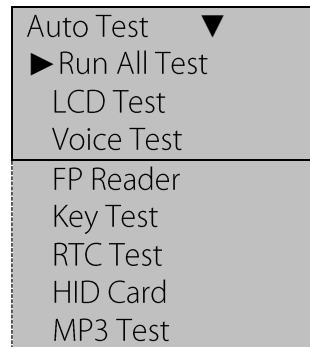 Auto Test ▼
▶Run All Test
LCD Test
Voice Test
FP Reader
Key Test
RTC Test
HID Card
MP3 Test